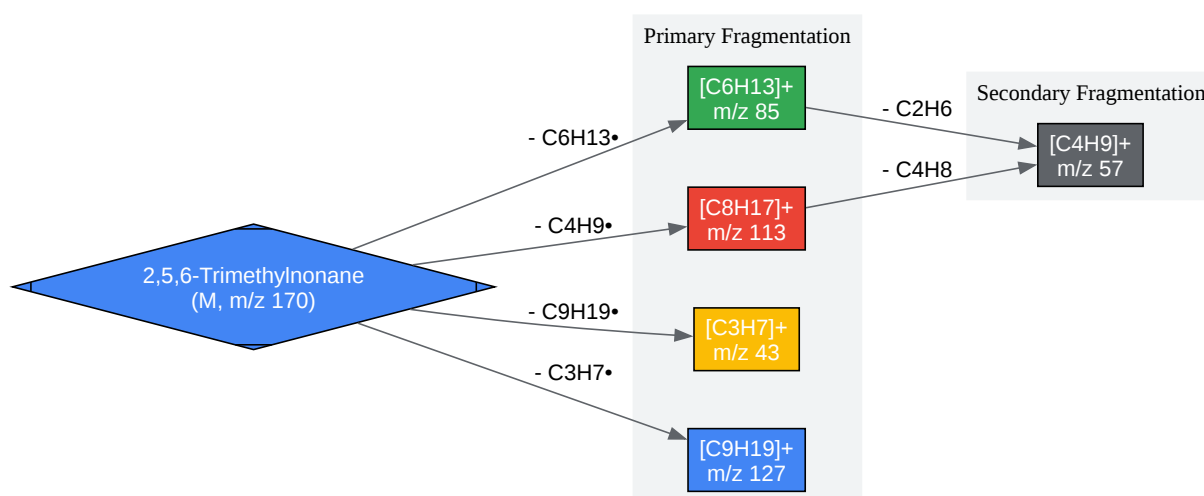 Primary Fragmentation
Secondary Fragmentation
2,5,6-Trimethylnonane
(M, m/z 170)
- C6H13•
- C4H9•
- C9H19•
- C3H7•
[C6H13]+
m/z 85
[C8H17]+
m/z 113
[C3H7]+
m/z 43
[C9H19]+
m/z 127
- C2H6
- C4H8
[C4H9]+
m/z 57